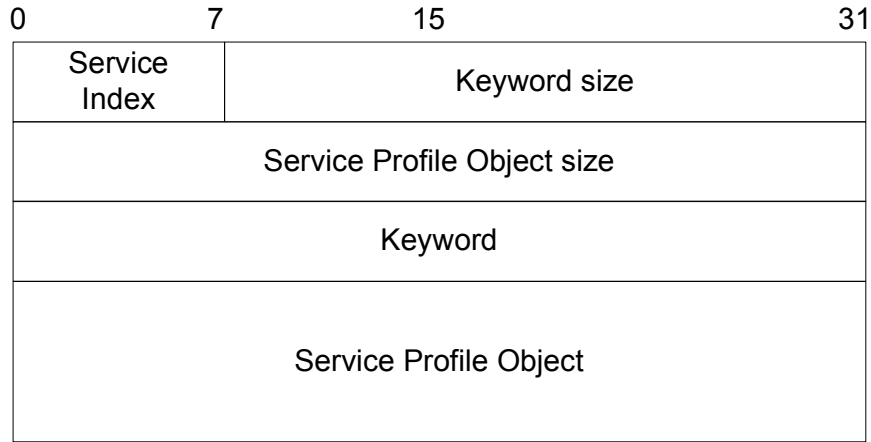 0 7 15 31
Service
Index
Keyword size
Service Profile Object size
Keyword
Service Profile Object